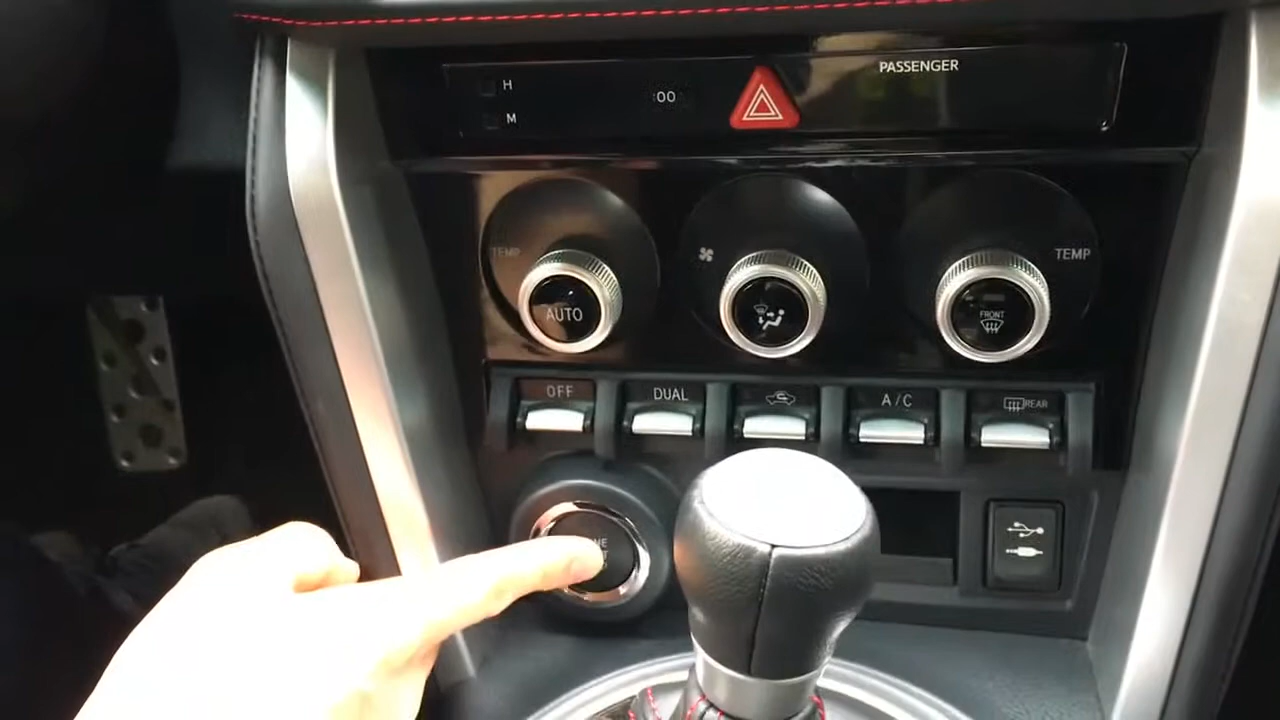 H
:00
PASSENGER
M
TEMP
TEMP
AUTO
FRONT
OFF
DUAL
A/C
REAR